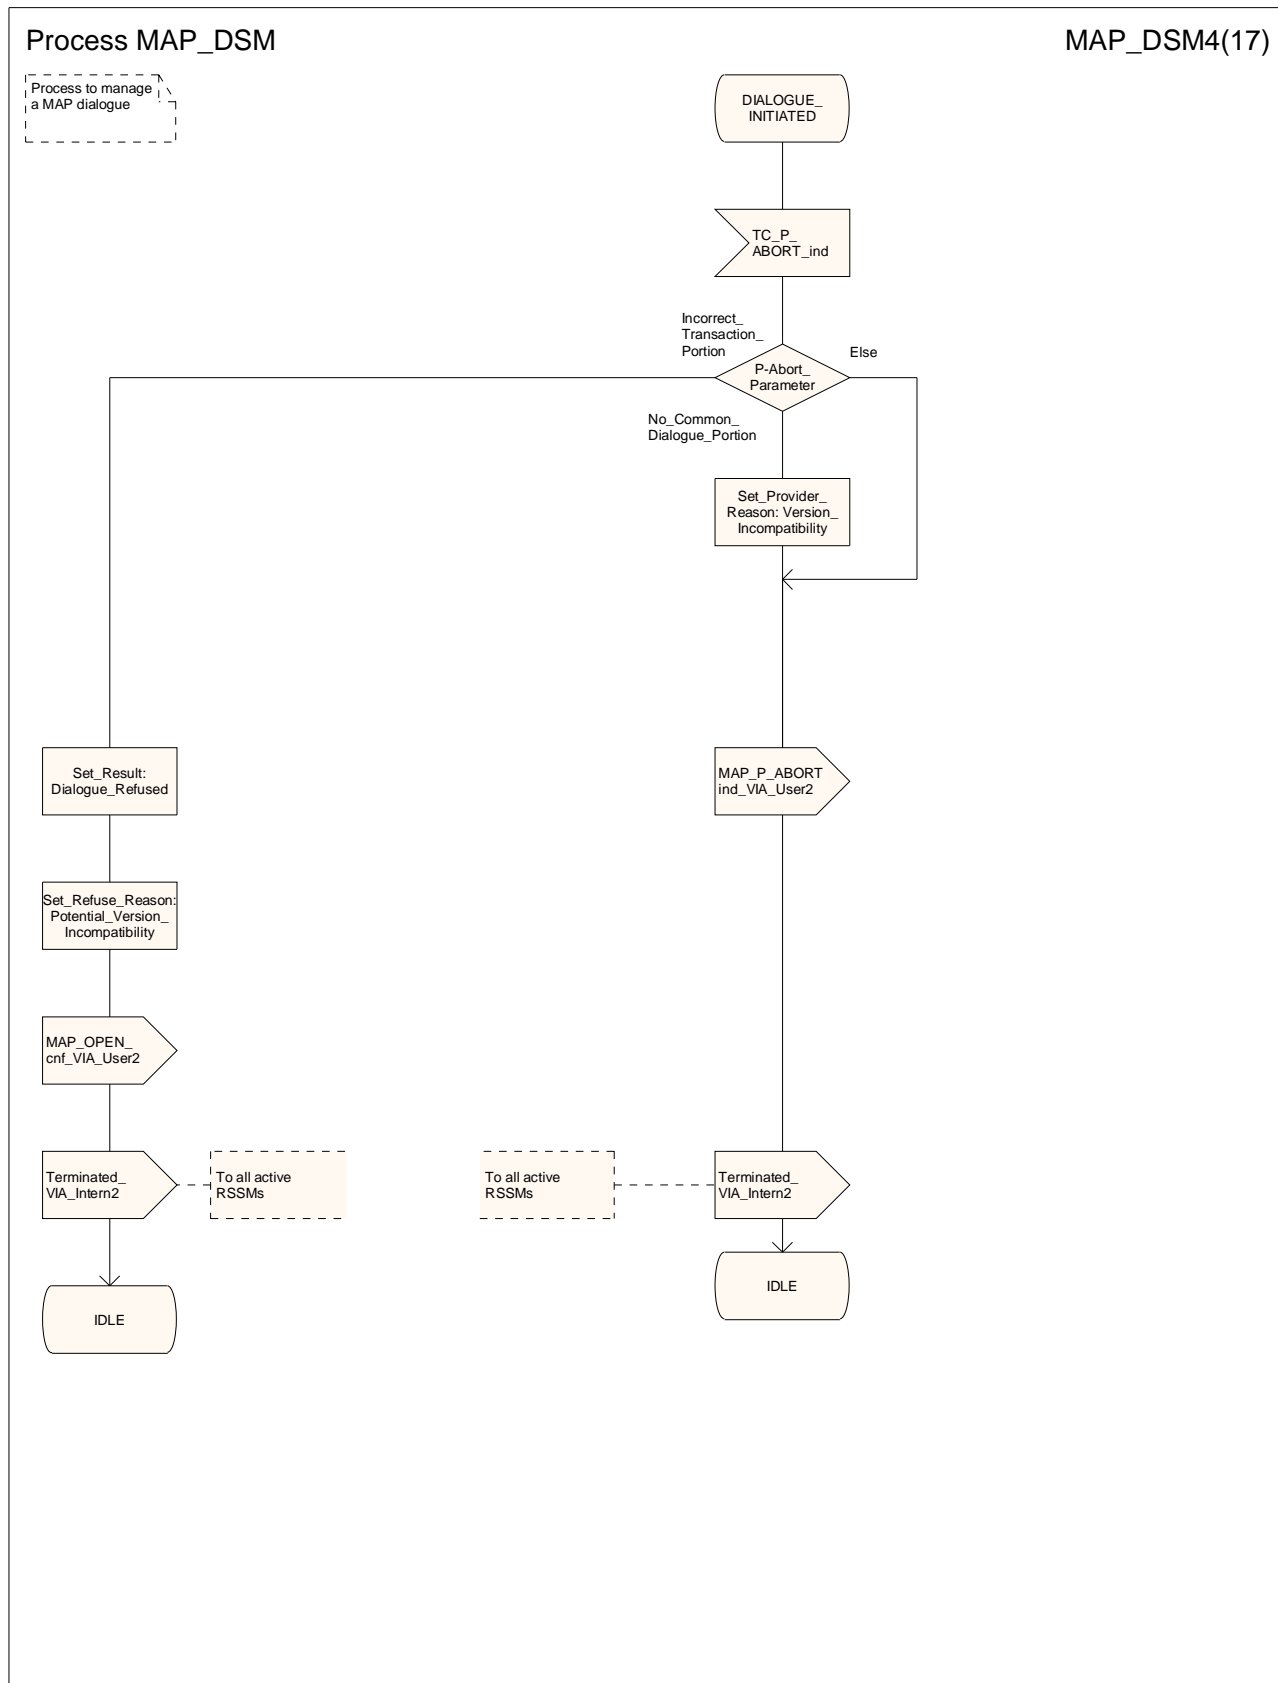 Process MAP_DSM
MAP_DSM4(17)
Process to manage
a MAP dialogue
DIALOGUE_
INITIATED
TC_P_
ABORT_ind
Incorrect_
Transaction_
Portion
Else
P-Abort_
Parameter
No_Common_
Dialogue_Portion
Set_Provider_
Reason: Version_
Incompatibility
Set_Result:
Dialogue_Refused
MAP_P_ABORT
ind_VIA_User2
Set_Refuse_Reason:
Potential_Version_
Incompatibility
MAP_OPEN_
cnf_VIA_User2
Terminated_
VIA_Intern2
To all active
RSSMs
To all active
RSSMs
Terminated_
VIA_Intern2
IDLE
IDLE